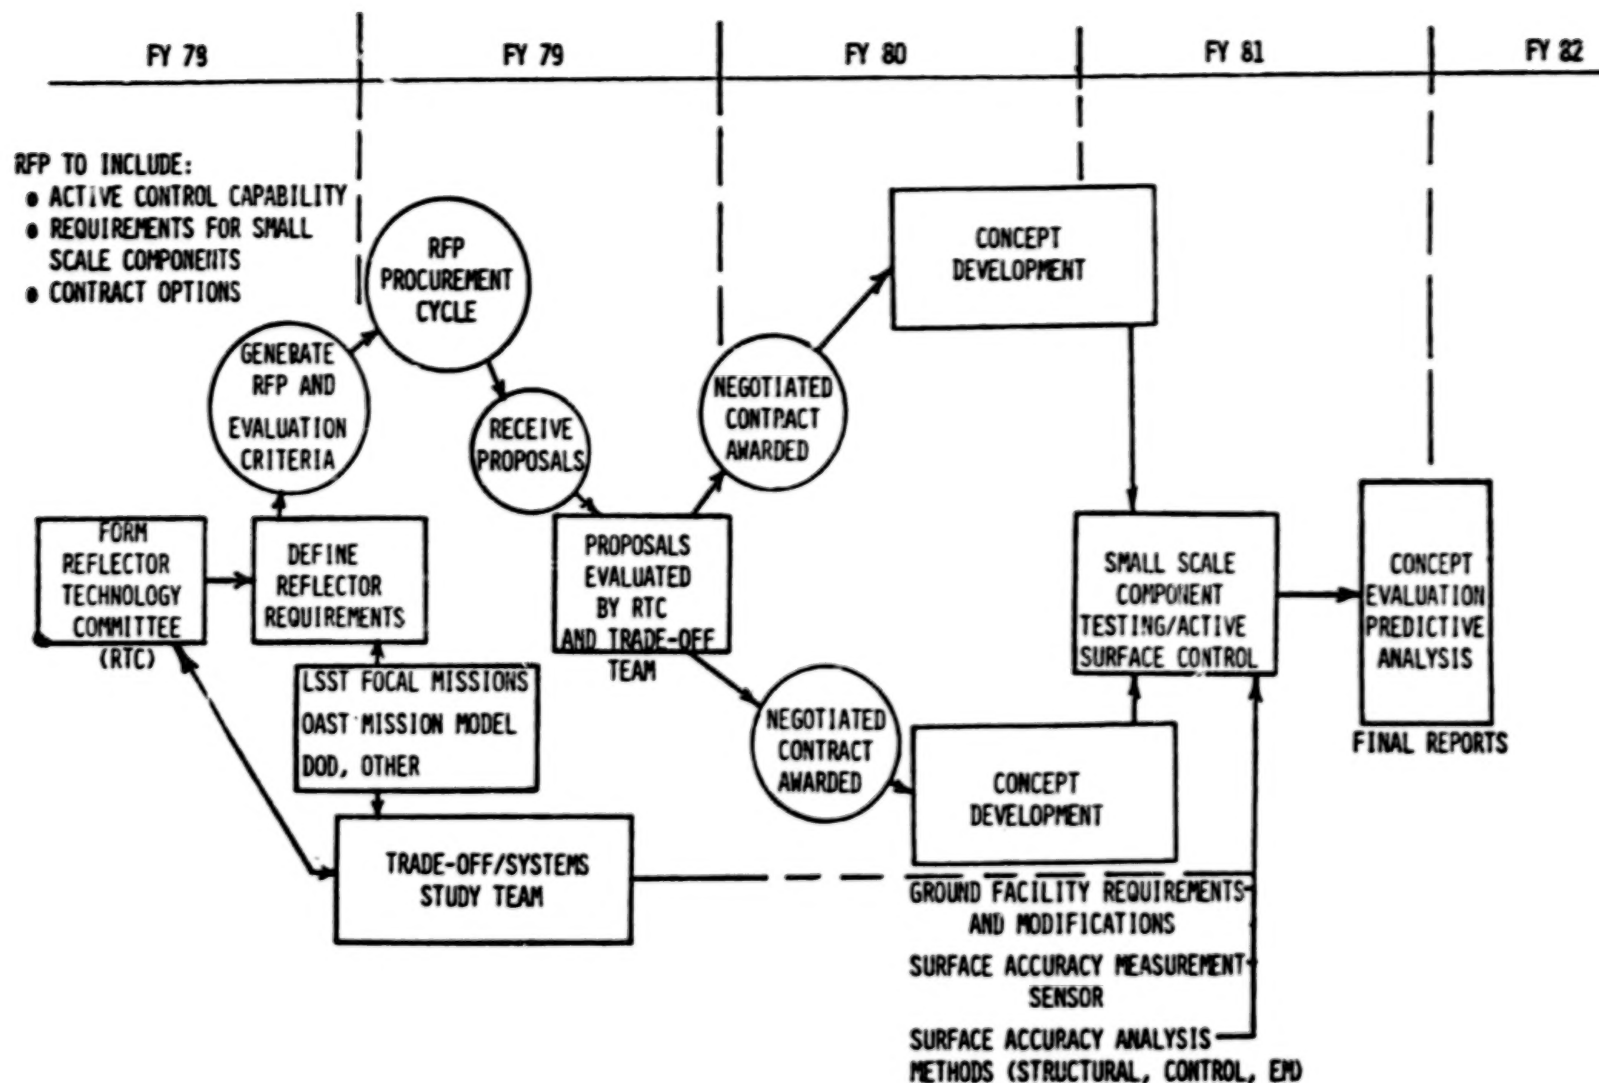 FY 78
FY 79
FY 80
FY 81
FY 82
RFP TO INCLUDE:
• ACTIVE CONTROL CAPABILITY
• REQUIREMENTS FOR SMALL
SCALE COMPONENTS
• CONTRACT OPTIONS
GENERATE
RFP AND
EVALUATION
CRITERIA
RFP
PROCUREMENT
CYCLE
RECEIVE
PROPOSALS
NEGOTIATED
CONTRACT
AWARDED
CONCEPT
DEVELOPMENT
FORM
REFLECTOR
TECHNOLOGY
COMMITTEE
(RTC)
DEFINE
REFLECTOR
REQUIREMENTS
PROPOSALS
EVALUATED
BY RTC
AND TRADE-OFF
TEAM
SMALL SCALE
COMPONENT
TESTING/ACTIVE
SURFACE CONTROL
CONCEPT
EVALUATION
PREDICTIVE
ANALYSIS
FINAL REPORTS
LSST FOCAL MISSIONS
OAST MISSION MODEL
DOD, OTHER
NEGOTIATED
CONTRACT
AWARDED
CONCEPT
DEVELOPMENT
TRADE-OFF/SYSTEMS
STUDY TEAM
GROUND FACILITY REQUIREMENTS
AND MODIFICATIONS
SURFACE ACCURACY MEASUREMENT
SENSOR
SURFACE ACCURACY ANALYSIS
METHODS (STRUCTURAL, CONTROL, EM)